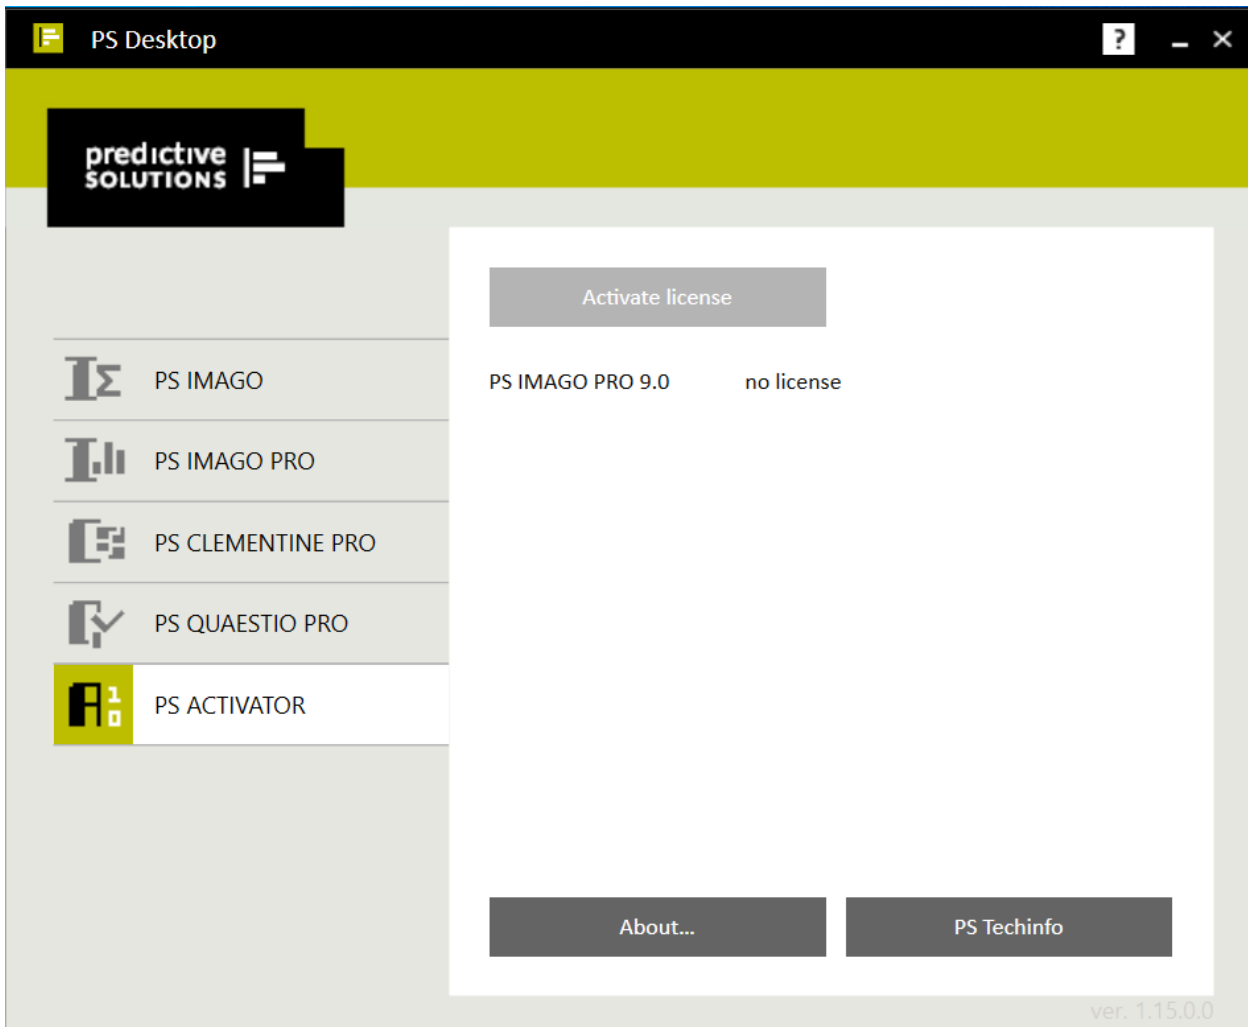 PS Desktop
?
predictive
SOLUTIONS
Activate license
PS IMAGO PRO 9.0 no license
PS IMAGO
PS IMAGO PRO
PS CLEMENTINE PRO
PS QUAESTIO PRO
PS ACTIVATOR
About...
PS Techinfo
ver. 1.15.0.0